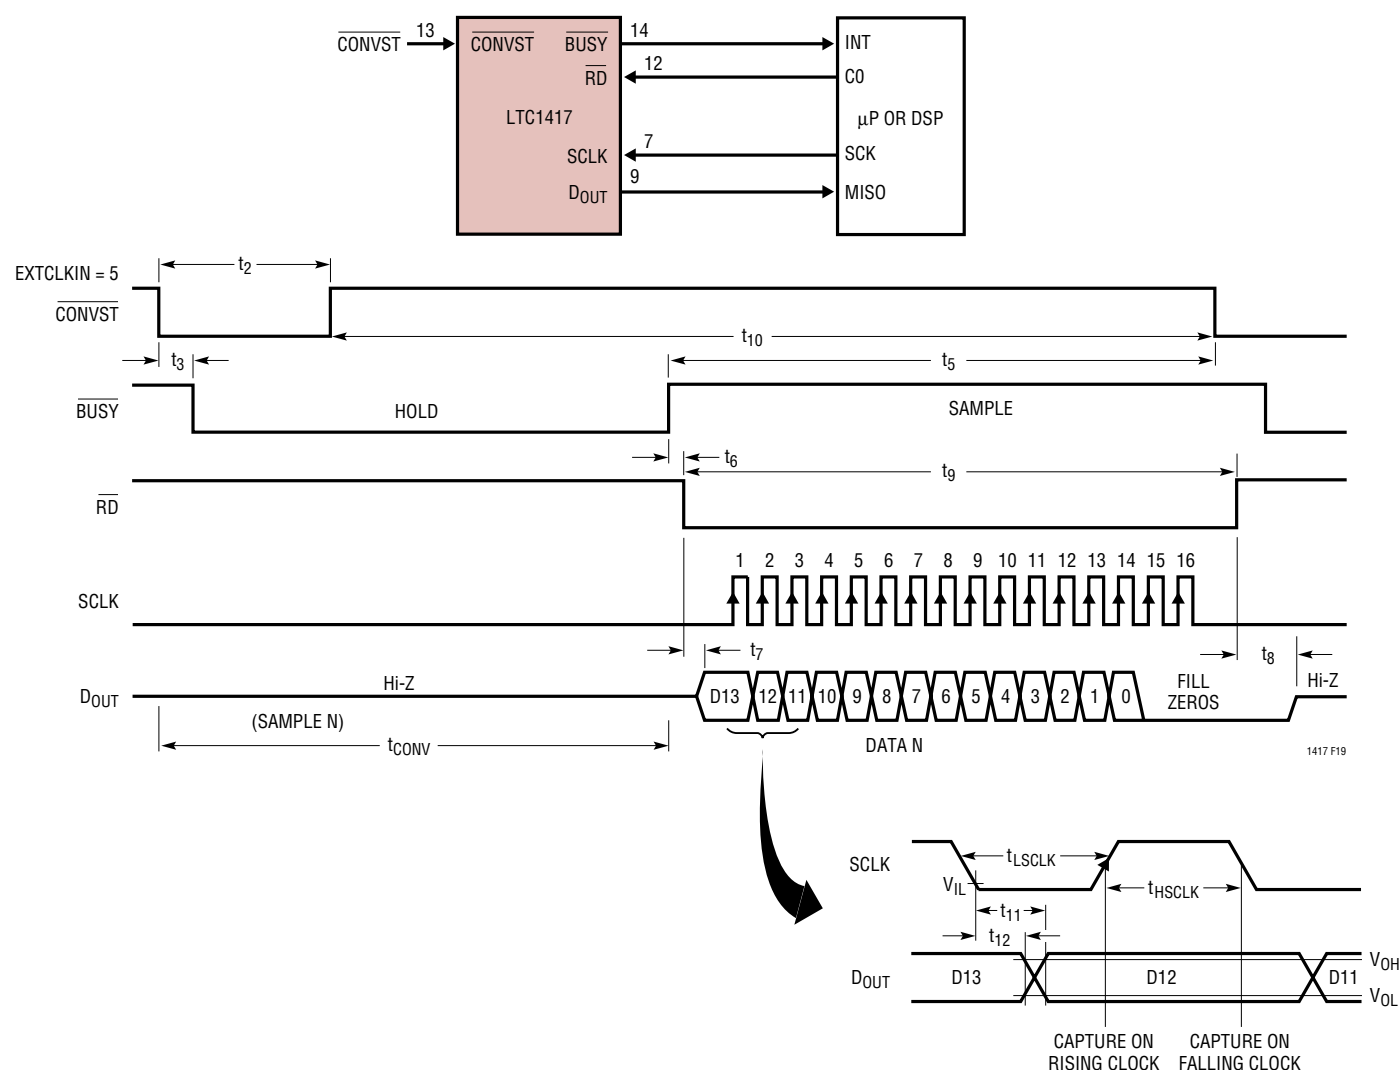 CONVST
13
CONVST
BUSY
14
INT
RD
12
C0
LTC1417
µP OR DSP
SCLK
7
SCK
DOUT
9
MISO
EXTCLKIN = 5
t2
CONVST
t10
t3
t5
BUSY
HOLD
SAMPLE
t6
t9
RD
1 2 3 4 5 6 7 8 9 10 11 12 13 14 15 16
SCLK
t7
t8
DOUT
Hi-Z
D13 12 11 10 9 8 7 6 5 4 3 2 1 0
FILL
ZEROS
Hi-Z
(SAMPLE N)
tCONV
DATA N
1417 F19
SCLK
tLSCLK
VIL
tHSCLK
t11
t12
DOUT
D13
D12
D11
VOH
VOL
CAPTURE ON
RISING CLOCK
CAPTURE ON
FALLING CLOCK